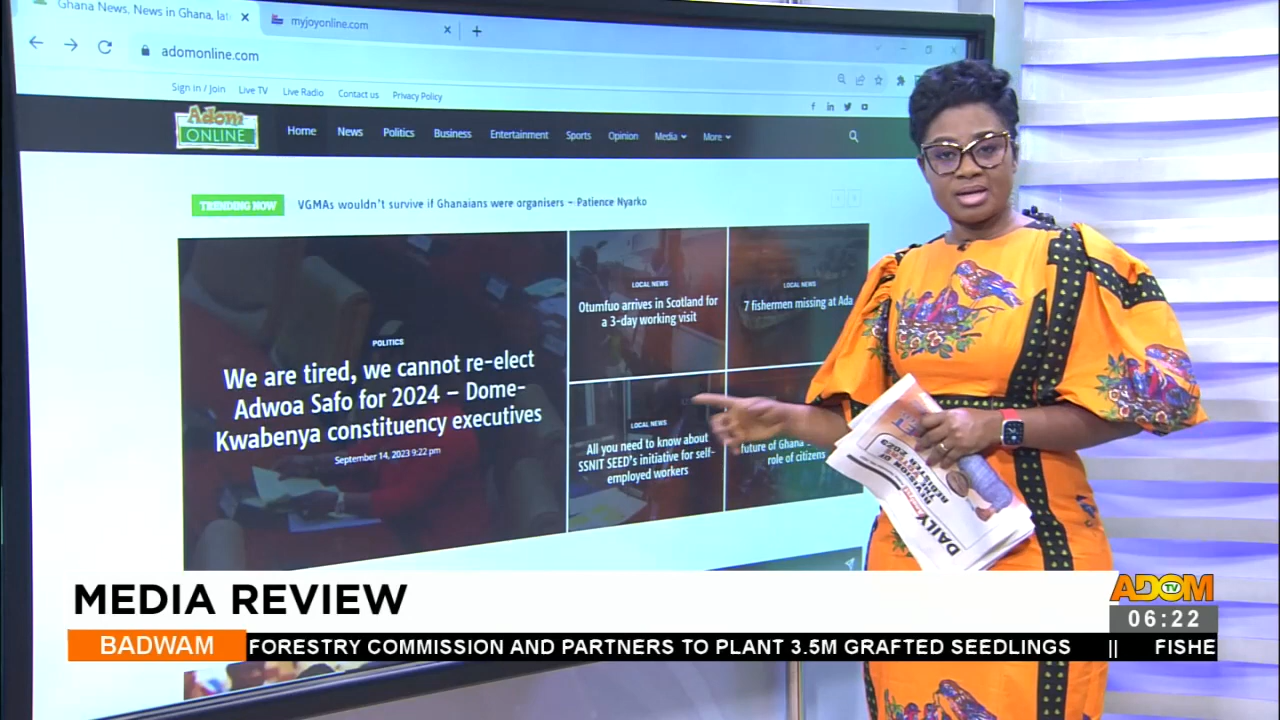 Ghana News, News in Ghana, lat
myjoyonline.com
adomonline.com
Sign in / Join
Live TV
Live Radio
Contact us
Privacy Policy
Adom
ONLINE
Home
News
Politics
Business
Entertainment
Sports
Opinion
Media
More
TRENDING NOW
VGMAs wouldn't survive if Ghanaians were organisers – Patience Nyarko
POLITICS
We are tired, we cannot re-elect
Adwoa Safo for 2024 – Dome-
Kwabenya constituency executives
September 14, 2023 9:22 pm
LOCAL NEWS
Otumfuo arrives in Scotland for
a 3-day working visit
LOCAL NEWS
7 fishermen missing at Ada
LOCAL NEWS
All you need to know about
SSNIT SEED's initiative for self-
employed workers
future of Ghana
role of citizens
DAILY
MEDIA REVIEW
ADOM
TV
06:22
BADWAM
FORESTRY COMMISSION AND PARTNERS TO PLANT 3.5M GRAFTED SEEDLINGS || FISHE